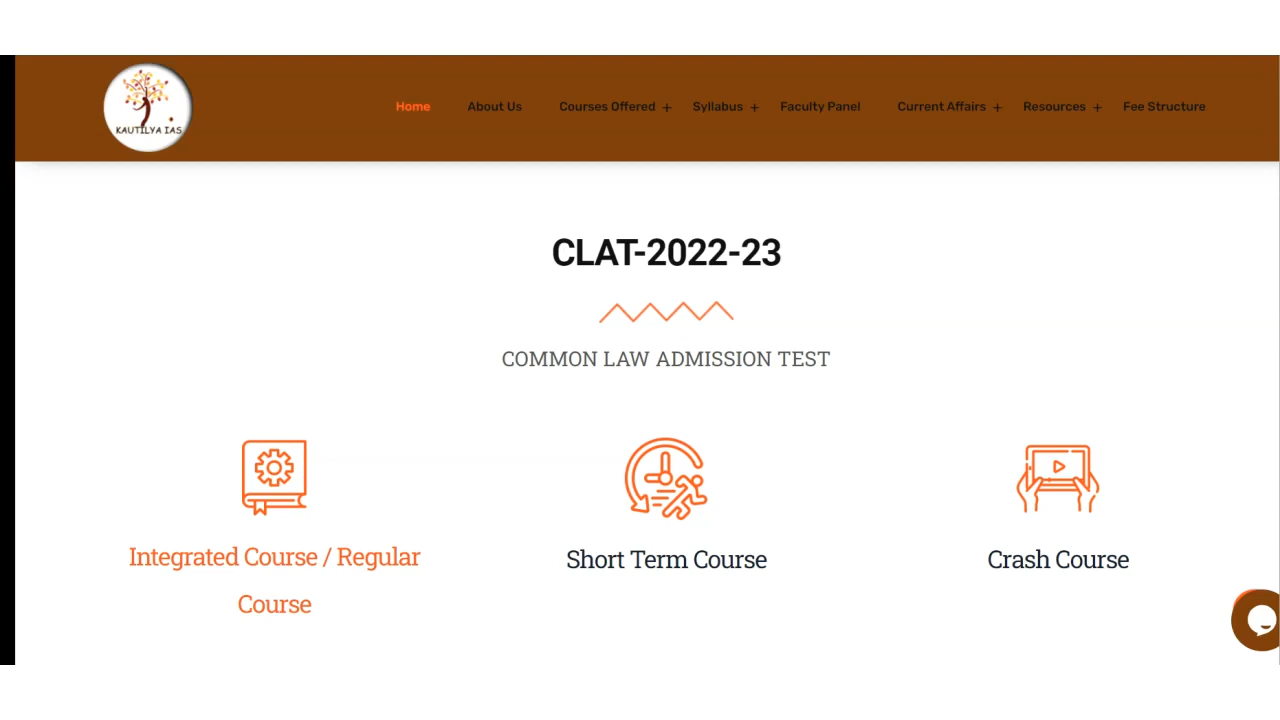 KAUTILYA IAS
Home About Us Courses Offered + Syllabus + Faculty Panel Current Affairs + Resources + Fee Structure
CLAT-2022-23
COMMON LAW ADMISSION TEST
Integrated Course / Regular
Course
Short Term Course
Crash Course